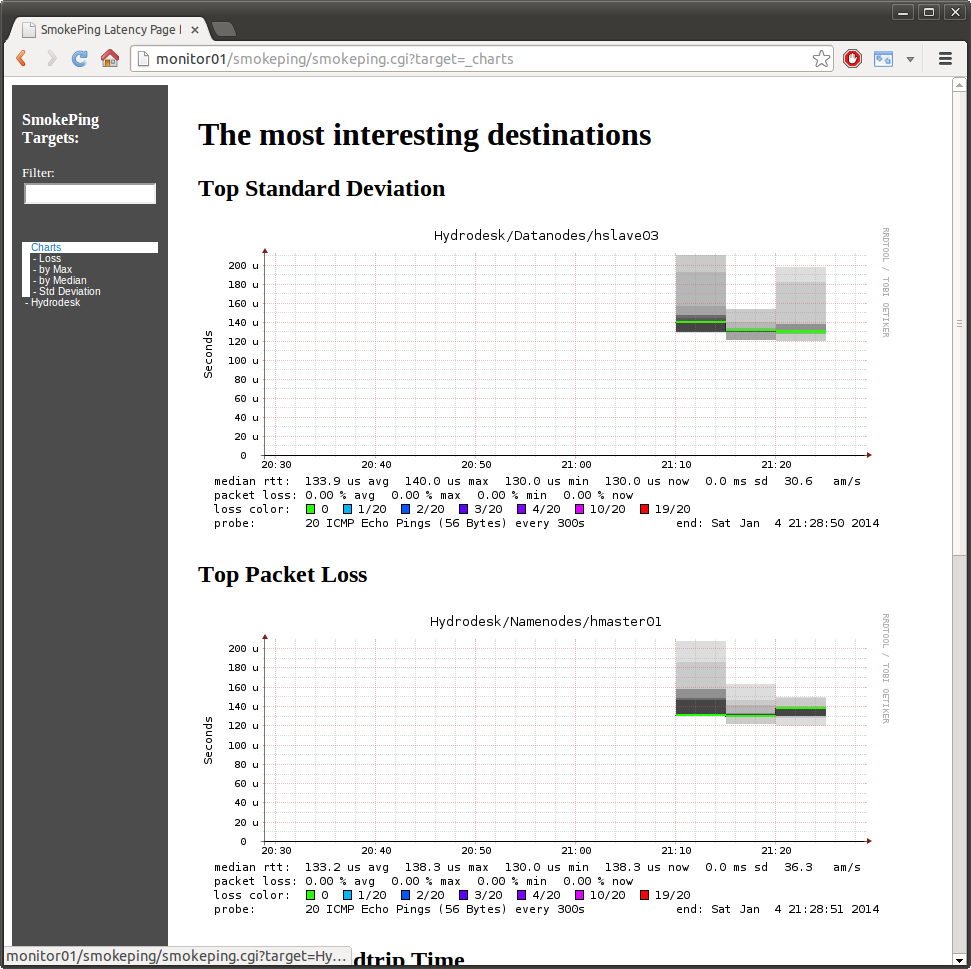 SmokePing Latency Page
monitor01/smokeping/smokeping.cgi?target=_charts
SmokePing
Targets:
Filter:
Charts
- Loss
- by Max
- by Median
- Std Deviation
- Hydrodesk
The most interesting destinations
Top Standard Deviation
Hydrodesk/Datanodes/hslave03
RRDTOOL / TOBI OETIKER
Seconds
200 u
180 u
160 u
140 u
120 u
100 u
80 u
60 u
40 u
20 u
0
20:30 20:40 20:50 21:00 21:10 21:20
median rtt: 133.9 us avg 140.0 us max 130.0 us min 130.0 us now 0.0 ms sd 30.6 am/s
packet loss: 0.00 % avg 0.00 % max 0.00 % min 0.00 % now
loss color: 0 1/20 2/20 3/20 4/20 10/20 19/20
probe: 20 ICMP Echo Pings (56 Bytes) every 300s end: Sat Jan 4 21:28:50 2014
Top Packet Loss
Hydrodesk/Namenodes/hmaster01
RRDTOOL / TOBI OETIKER
Seconds
200 u
180 u
160 u
140 u
120 u
100 u
80 u
60 u
40 u
20 u
0
20:30 20:40 20:50 21:00 21:10 21:20
median rtt: 133.2 us avg 138.3 us max 130.0 us min 138.3 us now 0.0 ms sd 36.3 am/s
packet loss: 0.00 % avg 0.00 % max 0.00 % min 0.00 % now
loss color: 0 1/20 2/20 3/20 4/20 10/20 19/20
probe: 20 ICMP Echo Pings (56 Bytes) every 300s end: Sat Jan 4 21:28:51 2014
dtrip Time
monitor01/smokeping/smokeping.cgi?target=Hy...